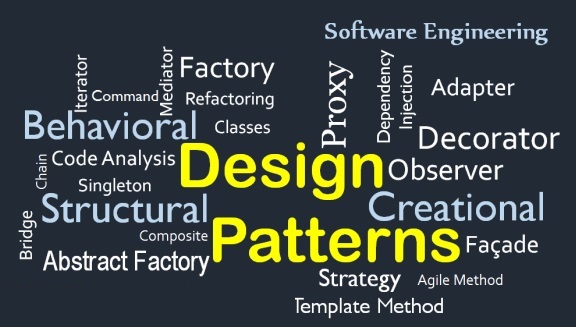 Software Engineering
Iterator
Mediator
Factory
Proxy
Dependency
Injection
Adapter
Command
Refactoring
Behavioral
Classes
Decorator
Chain
Code Analysis
Design
Observer
Singleton
Structural
Creational
Bridge
Composite
Patterns
Façade
Abstract Factory
Strategy
Agile Method
Template Method